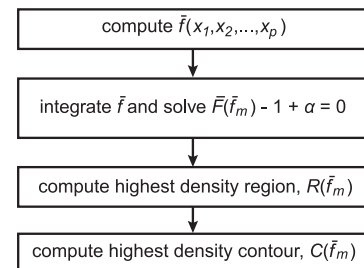 compute f̄(x₁,x₂,...,xₚ)
integrate f̄ and solve F̄(f̄ₘ) - 1 + α = 0
compute highest density region, R(f̄ₘ)
compute highest density contour, C(f̄ₘ)